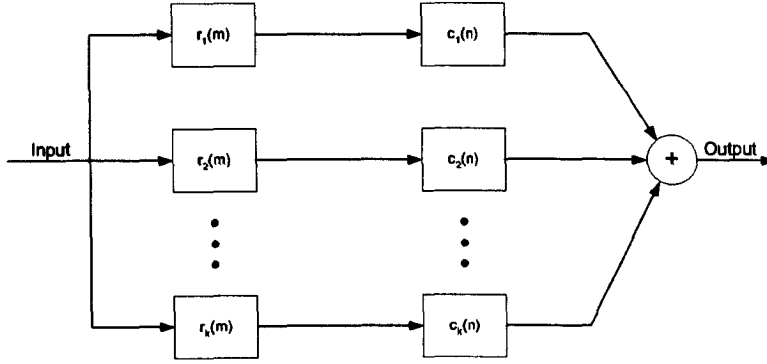 r₁(m)
c₁(n)
Input
r₂(m)
c₂(n)
+
Output
rₖ(m)
cₖ(n)